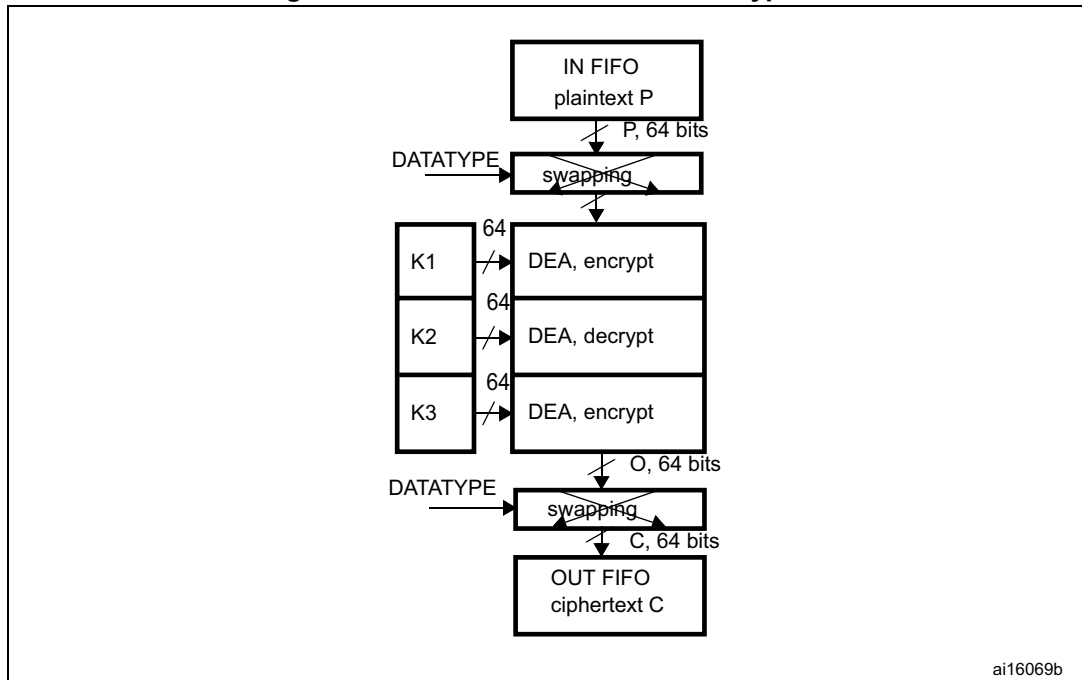 IN FIFO
plaintext P
P, 64 bits
DATATYPE
swapping
64
K1
DEA, encrypt
64
K2
DEA, decrypt
64
K3
DEA, encrypt
O, 64 bits
DATATYPE
swapping
C, 64 bits
OUT FIFO
ciphertext C
ai16069b